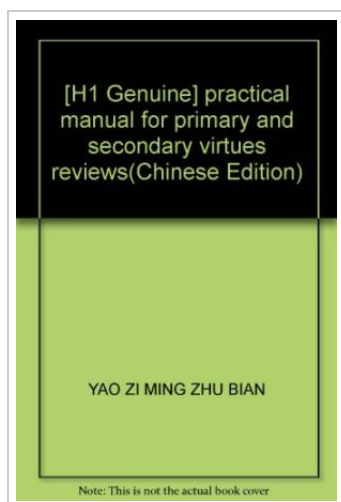 [H1 Genuine] practical
manual for primary and
secondary virtues
reviews(Chinese Edition)
YAO ZI MING ZHU BIAN
Note: This is not the actual book cover